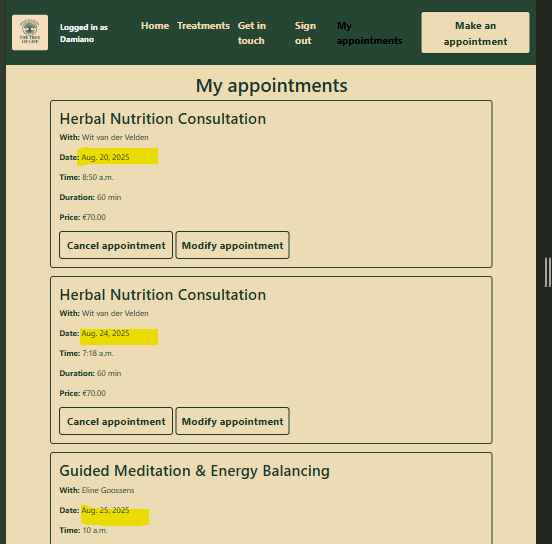 THE TREE
OF LIFE
Logged in as
Damiano
Home
Treatments
Get in
touch
Sign
out
My
appointments
Make an
appointment
My appointments
Herbal Nutrition Consultation
With: Wit van der Velden
Date: Aug. 20, 2025
Time: 8:50 a.m.
Duration: 60 min
Price: €70.00
Cancel appointment
Modify appointment
Herbal Nutrition Consultation
With: Wit van der Velden
Date: Aug. 24, 2025
Time: 7:18 a.m.
Duration: 60 min
Price: €70.00
Cancel appointment
Modify appointment
Guided Meditation & Energy Balancing
With: Eline Goossens
Date: Aug. 25, 2025
Time: 10 a.m.